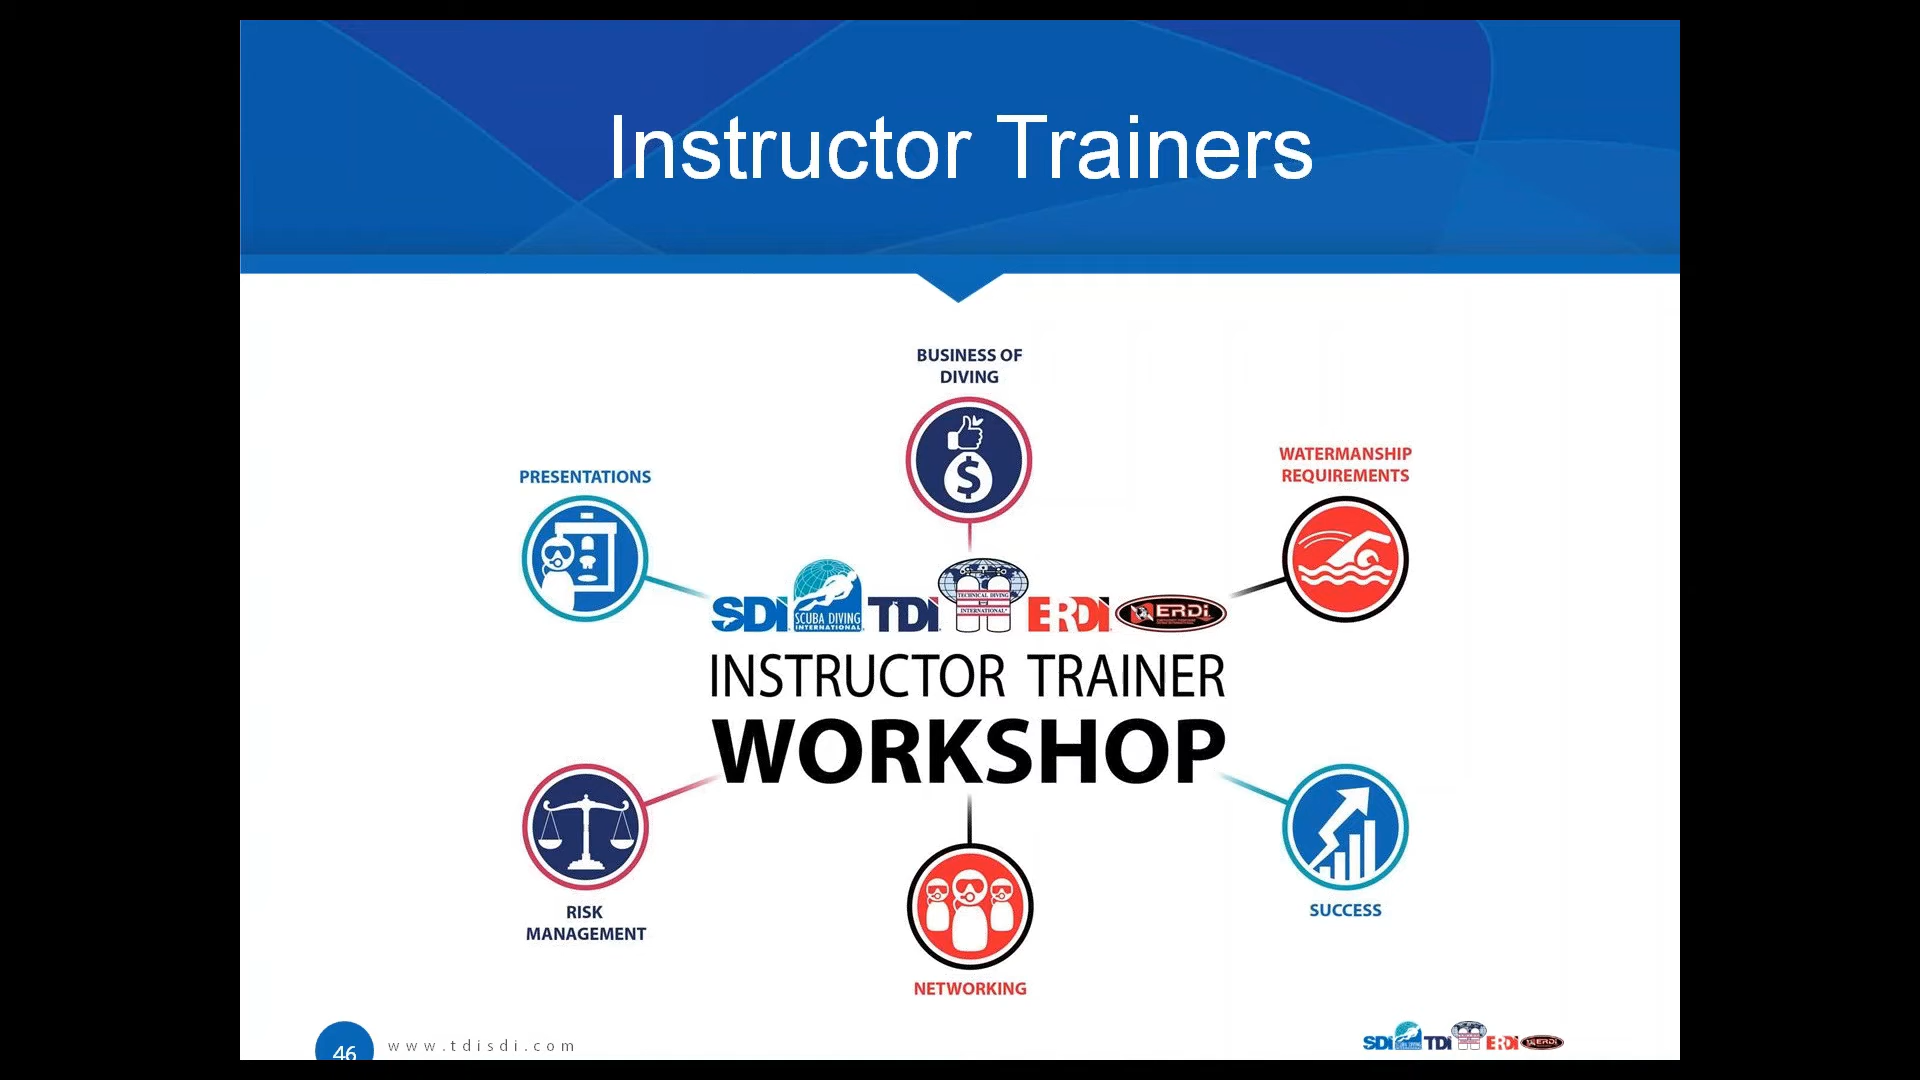 Instructor Trainers
BUSINESS OF
DIVING
WATERMANSHIP
REQUIREMENTS
PRESENTATIONS
$
SDI SCUBA DIVING INTERNATIONAL TDI TECHNICAL DIVING INTERNATIONAL ERDI ERDi
INSTRUCTOR TRAINER
WORKSHOP
RISK
MANAGEMENT
SUCCESS
NETWORKING
46
www.tdisdi.com
SDI TDI ERDI ERDi